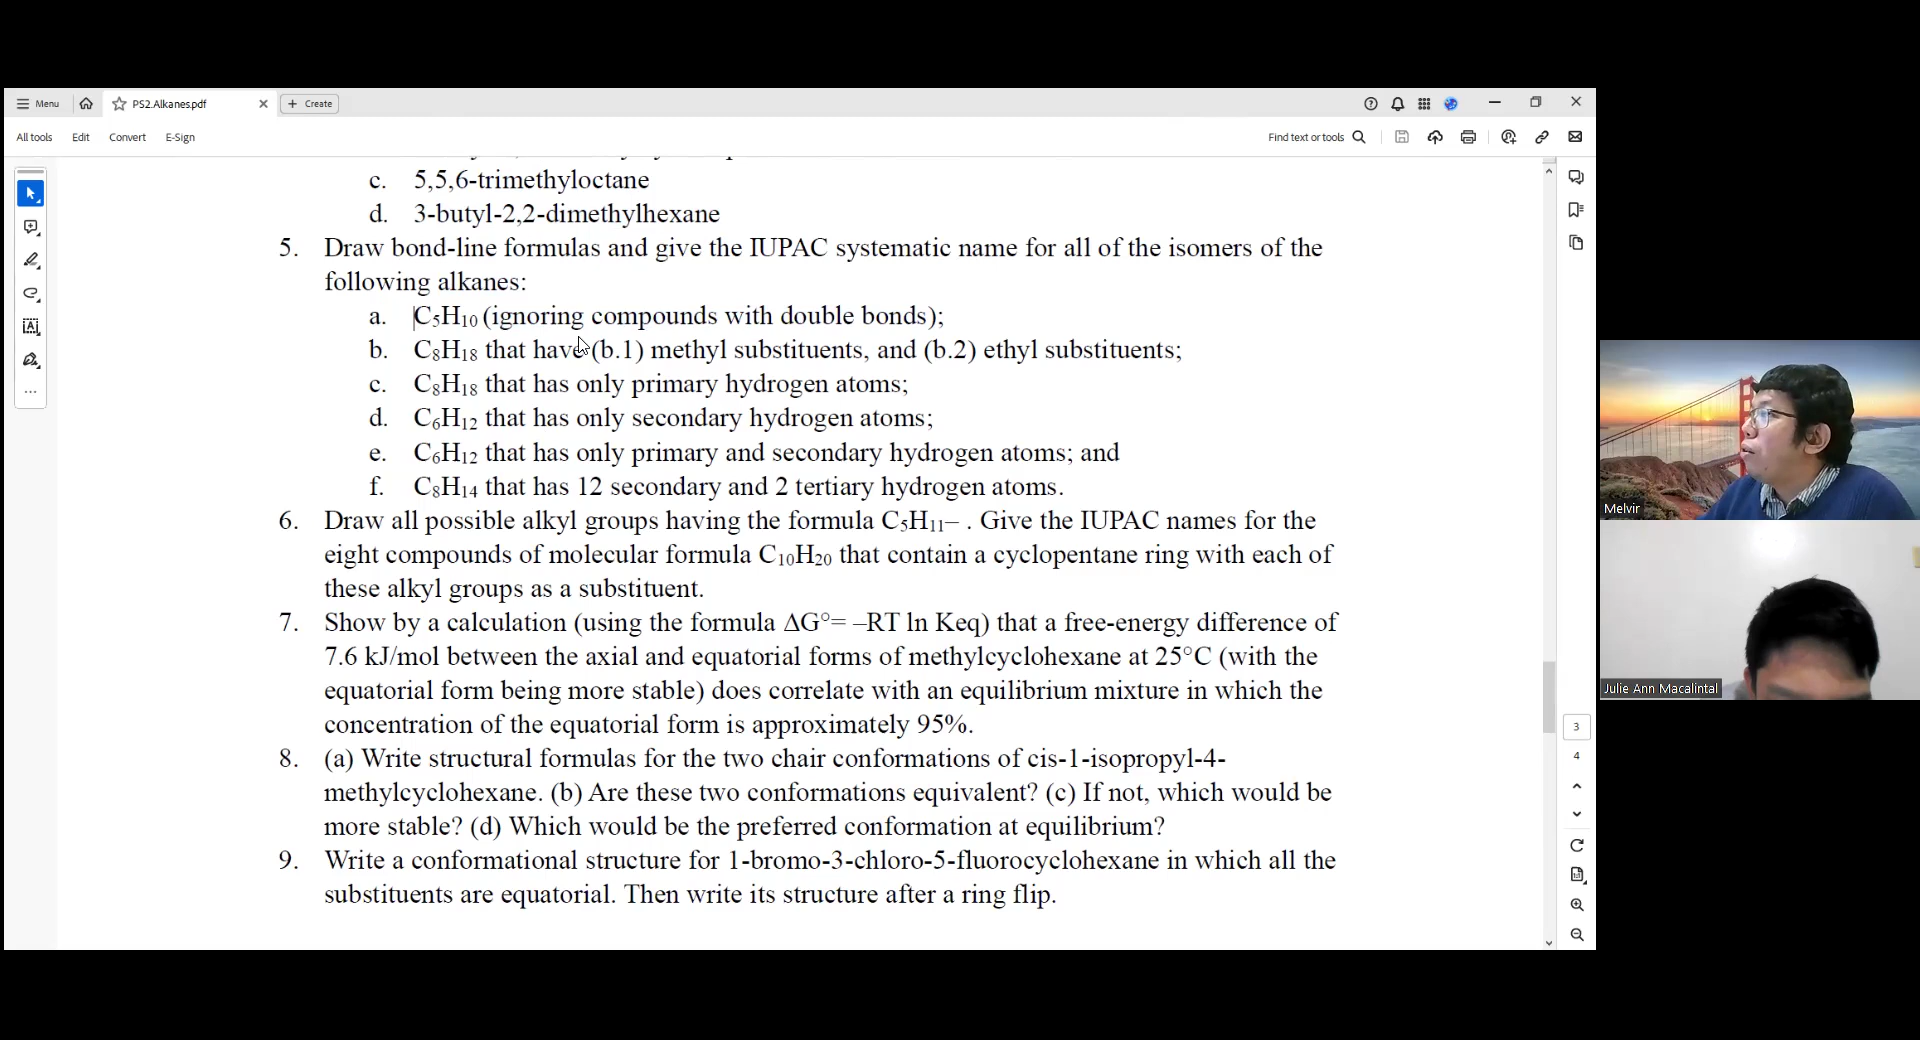 Menu
PS2.Alkanes.pdf
+ Create
All tools
Edit
Convert
E-Sign
Find text or tools
c. 5,5,6-trimethyloctane
d. 3-butyl-2,2-dimethylhexane
5. Draw bond-line formulas and give the IUPAC systematic name for all of the isomers of the
following alkanes:
a. C₅H₁₀ (ignoring compounds with double bonds);
b. C₈H₁₈ that have (b.1) methyl substituents, and (b.2) ethyl substituents;
c. C₈H₁₈ that has only primary hydrogen atoms;
d. C₆H₁₂ that has only secondary hydrogen atoms;
e. C₆H₁₂ that has only primary and secondary hydrogen atoms; and
f. C₈H₁₄ that has 12 secondary and 2 tertiary hydrogen atoms.
6. Draw all possible alkyl groups having the formula C₅H₁₁– . Give the IUPAC names for the
eight compounds of molecular formula C₁₀H₂₀ that contain a cyclopentane ring with each of
these alkyl groups as a substituent.
7. Show by a calculation (using the formula ΔG°= –RT ln Keq) that a free-energy difference of
7.6 kJ/mol between the axial and equatorial forms of methylcyclohexane at 25°C (with the
equatorial form being more stable) does correlate with an equilibrium mixture in which the
concentration of the equatorial form is approximately 95%.
8. (a) Write structural formulas for the two chair conformations of cis-1-isopropyl-4-
methylcyclohexane. (b) Are these two conformations equivalent? (c) If not, which would be
more stable? (d) Which would be the preferred conformation at equilibrium?
9. Write a conformational structure for 1-bromo-3-chloro-5-fluorocyclohexane in which all the
substituents are equatorial. Then write its structure after a ring flip.
3
4
Melvir
Julie Ann Macalintal